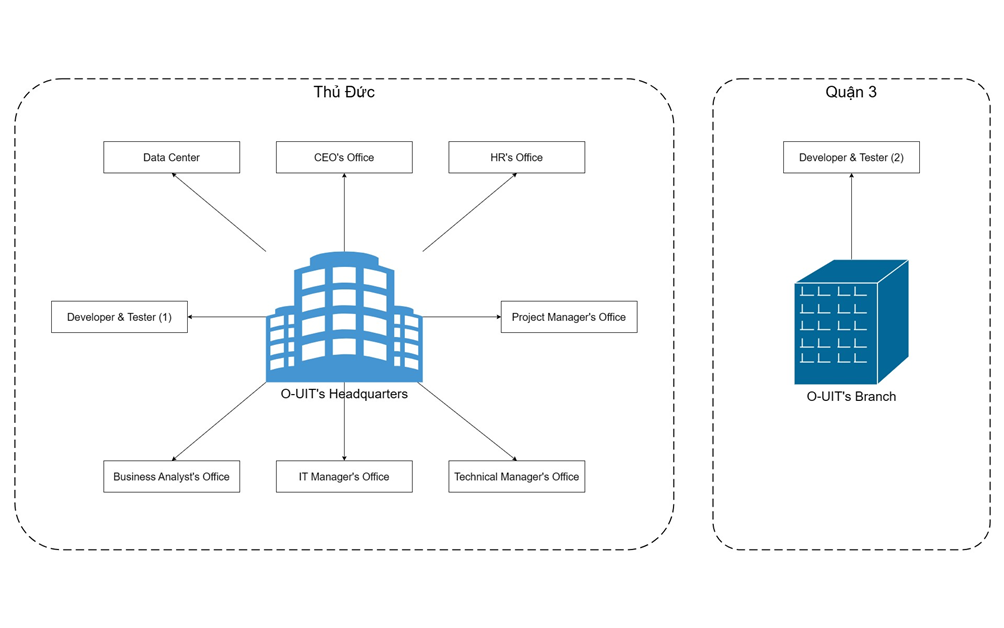 Thủ Đức
Quận 3
Data Center
CEO's Office
HR's Office
Developer & Tester (2)
Developer & Tester (1)
Project Manager's Office
O-UIT's Headquarters
O-UIT's Branch
Business Analyst's Office
IT Manager's Office
Technical Manager's Office